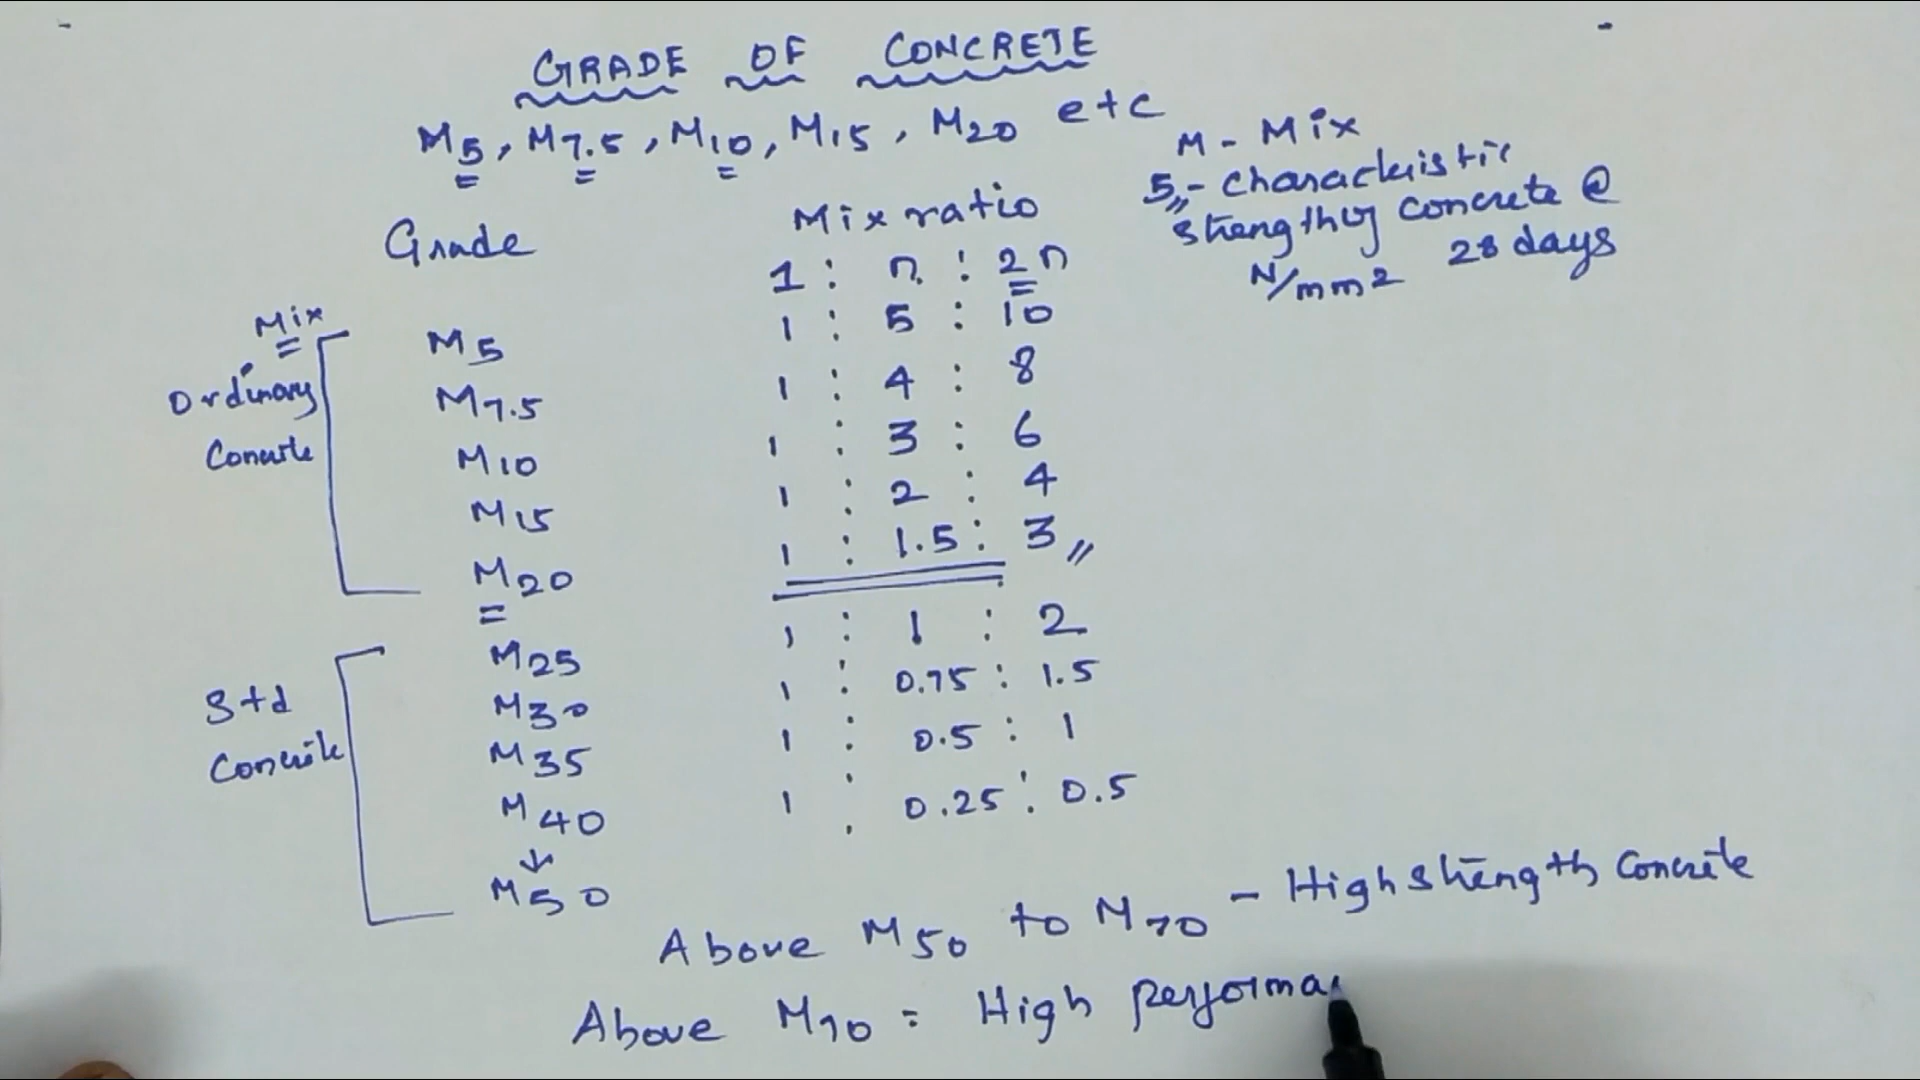 GRADE OF CONCRETE
M5, M7.5, M10, M15, M20 etc
M - Mix
5,, - Characteristic
strength of concrete @
N/mm2 28 days
Grade Mix ratio
1 : n : 2n
Mix
Ordinary
Concrete
M5 1 : 5 : 10
M7.5 1 : 4 : 8
M10 1 : 3 : 6
M15 1 : 2 : 4
M20 1 : 1.5 : 3,,
Std
Concrete
M25 1 : 1 : 2
M30 1 : 0.75 : 1.5
M35 1 : 0.5 : 1
M40 1 : 0.25 : 0.5
↓
M50
Above M50 to M70 - High strength Concrete
Above M70 = High performa